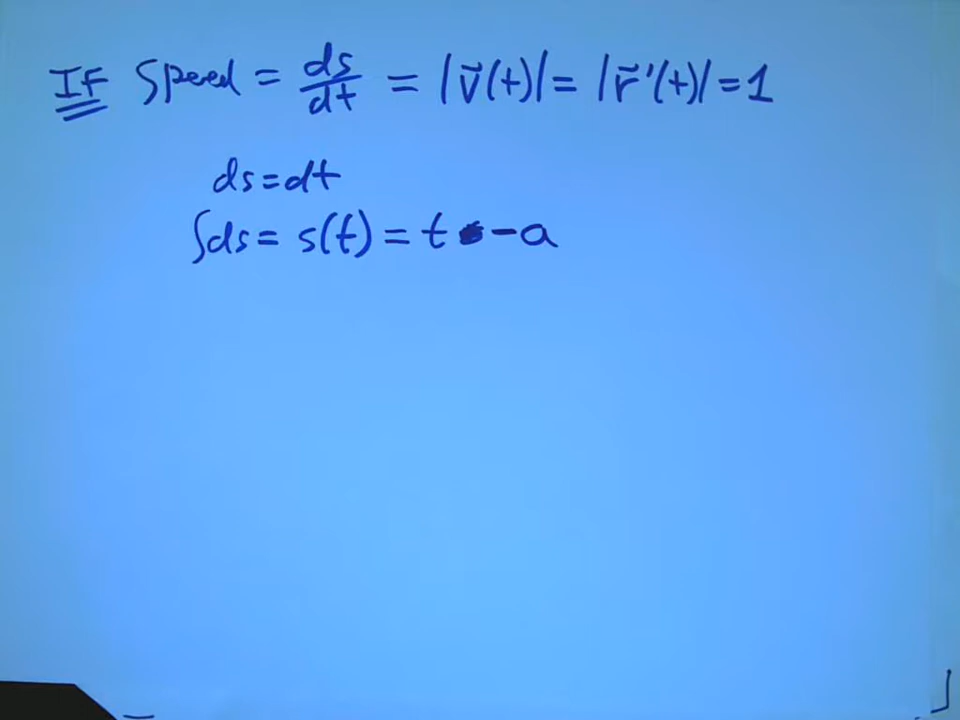 IF Speed = ds/dt = |v⃗(t)| = |r⃗'(t)| = 1
ds = dt
∫ds = s(t) = t - a